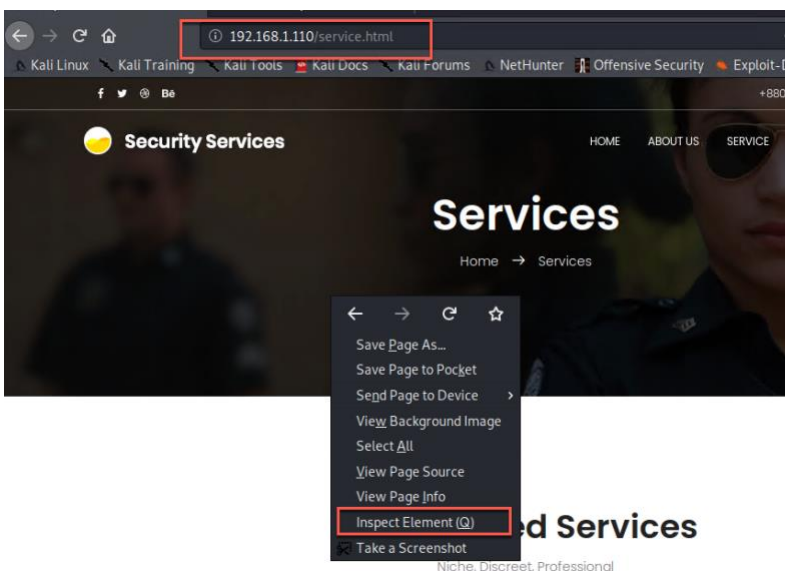 192.168.1.110/service.html
Kali Linux Kali Training Kali Tools Kali Docs Kali Forums NetHunter Offensive Security Exploit-D
f Bē +880
Security Services HOME ABOUT US SERVICE
Services
Home → Services
Save Page As...
Save Page to Pocket
Send Page to Device
View Background Image
Select All
View Page Source
View Page Info
Inspect Element (Q)
Take a Screenshot
ed Services
Niche, Discreet, Professional